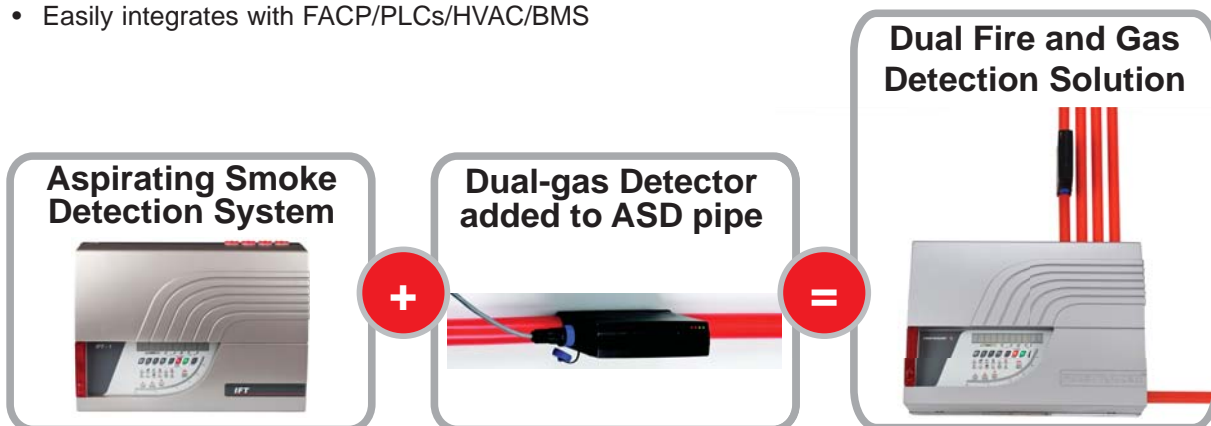 • Easily integrates with FACP/PLCs/HVAC/BMS
Dual Fire and Gas
Detection Solution
Aspirating Smoke
Detection System
Dual-gas Detector
added to ASD pipe
+
=
IFT